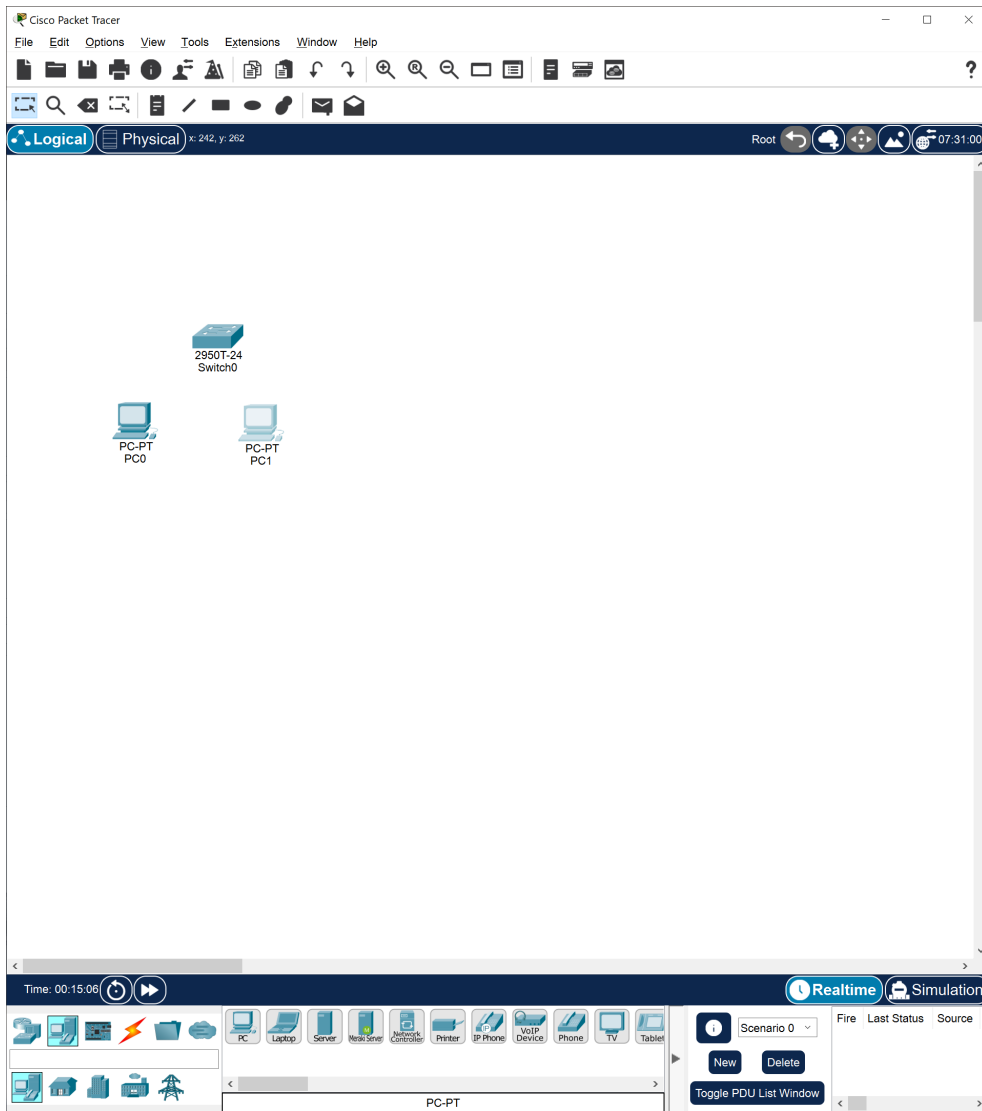 Cisco Packet Tracer
File Edit Options View Tools Extensions Window Help
?
Logical Physical x: 242, y: 262 Root 07:31:00
2950T-24
Switch0
PC-PT
PC0
PC-PT
PC1
Time: 00:15:06 Realtime Simulation
PC Laptop Server Meraki Server Network Controller Printer IP Phone VoIP Device Phone TV Tablet
PC-PT
Scenario 0
New Delete
Toggle PDU List Window
Fire Last Status Source